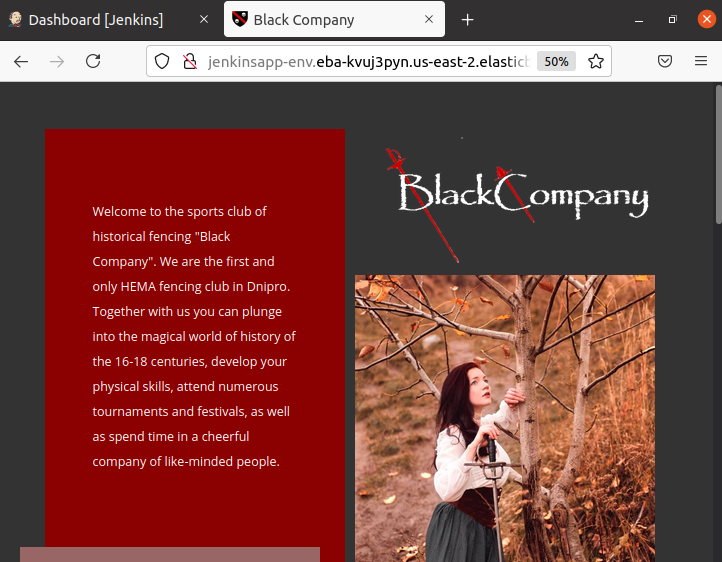 Dashboard [Jenkins]
Black Company
jenkinsapp-env.eba-kvuj3pyn.us-east-2.elastic
50%
BlackCompany
Welcome to the sports club of
historical fencing "Black
Company". We are the first and
only HEMA fencing club in Dnipro.
Together with us you can plunge
into the magical world of history of
the 16-18 centuries, develop your
physical skills, attend numerous
tournaments and festivals, as well
as spend time in a cheerful
company of like-minded people.